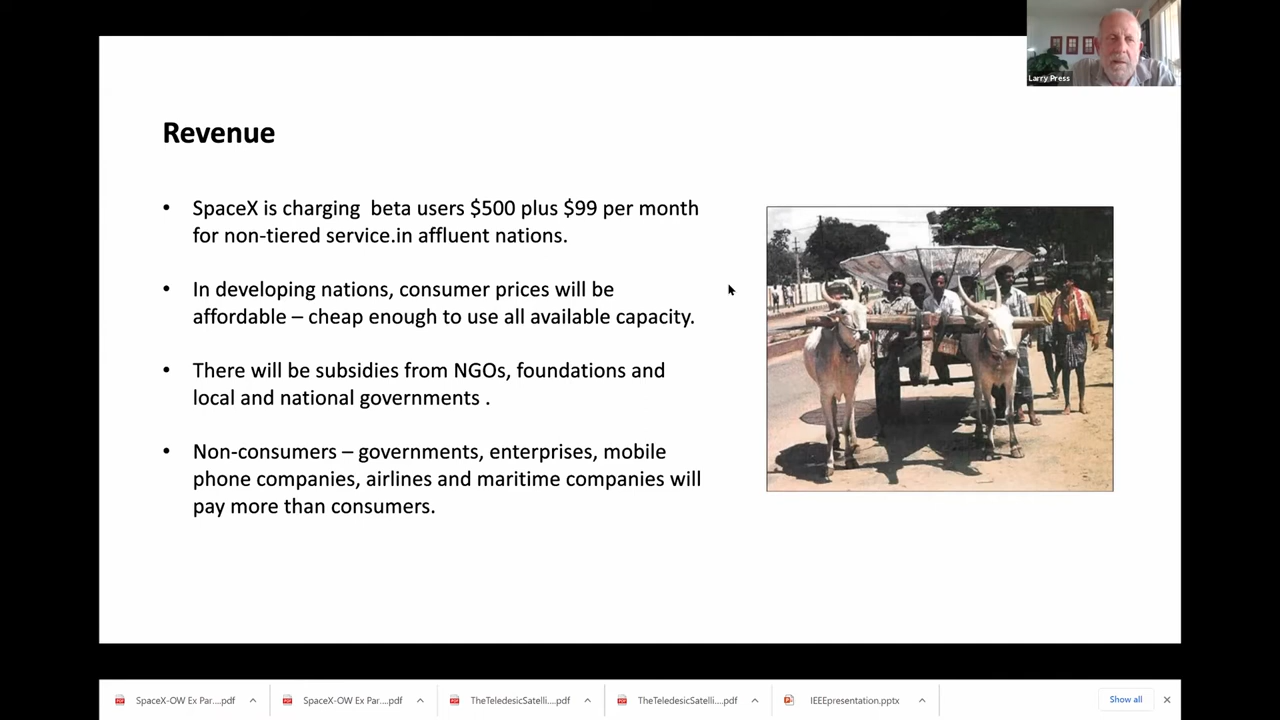 Larry Press
Revenue
• SpaceX is charging  beta users $500 plus $99 per month
for non-tiered service.in affluent nations.
• In developing nations, consumer prices will be
affordable – cheap enough to use all available capacity.
• There will be subsidies from NGOs, foundations and
local and national governments .
• Non-consumers – governments, enterprises, mobile
phone companies, airlines and maritime companies will
pay more than consumers.
SpaceX-OW Ex Par....pdf SpaceX-OW Ex Par....pdf TheTeledesicSatelli....pdf TheTeledesicSatelli....pdf IEEEpresentation.pptx Show all